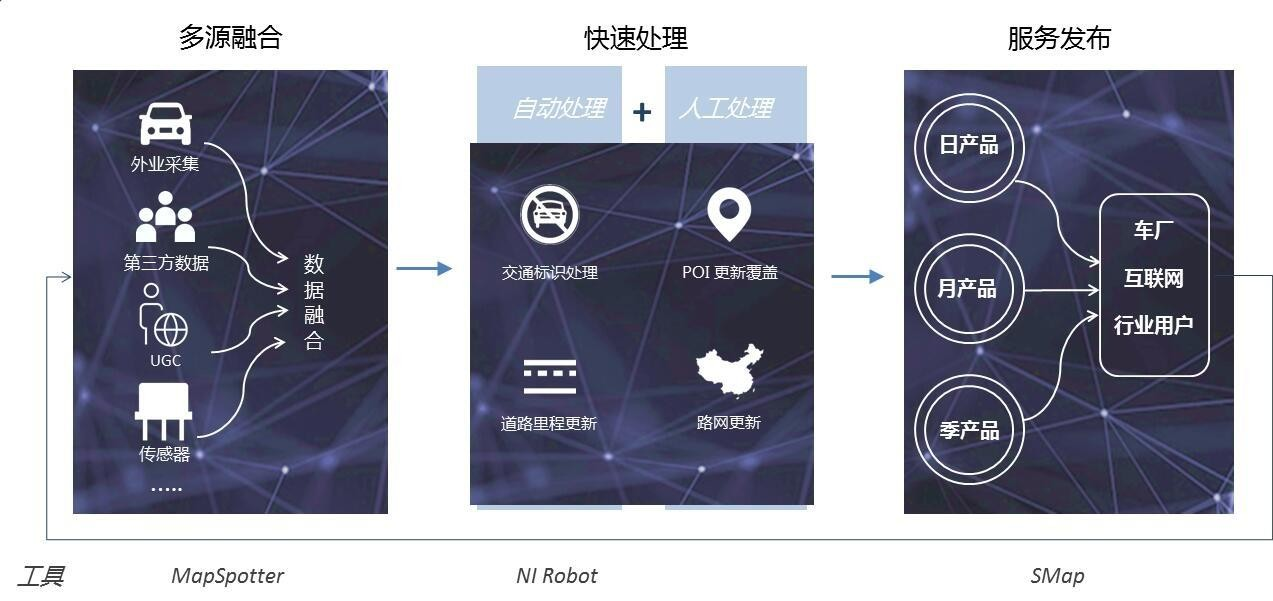 多源融合
外业采集
第三方数据
UGC
传感器
.....
数
据
融
合
快速处理
自动处理 + 人工处理
交通标识处理
POI 更新覆盖
道路里程更新
路网更新
服务发布
日产品
月产品
季产品
车厂
互联网
行业用户
工具
MapSpotter
NI Robot
SMap